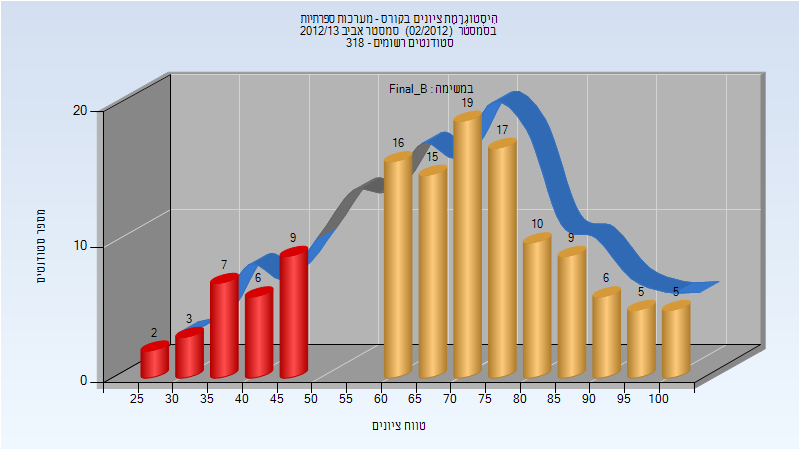 היסטוגרמת ציונים בקורס - מערכות ספרתיות
בסמסטר (02/2012) סמסטר אביב 2012/13
סטודנטים רשומים - 318
במשימה : Final_B
20
10
0
מספר סטודנטים
2
3
7
6
9
16
15
19
17
10
9
6
5
5
25 30 35 40 45 50 55 60 65 70 75 80 85 90 95 100
טווח ציונים